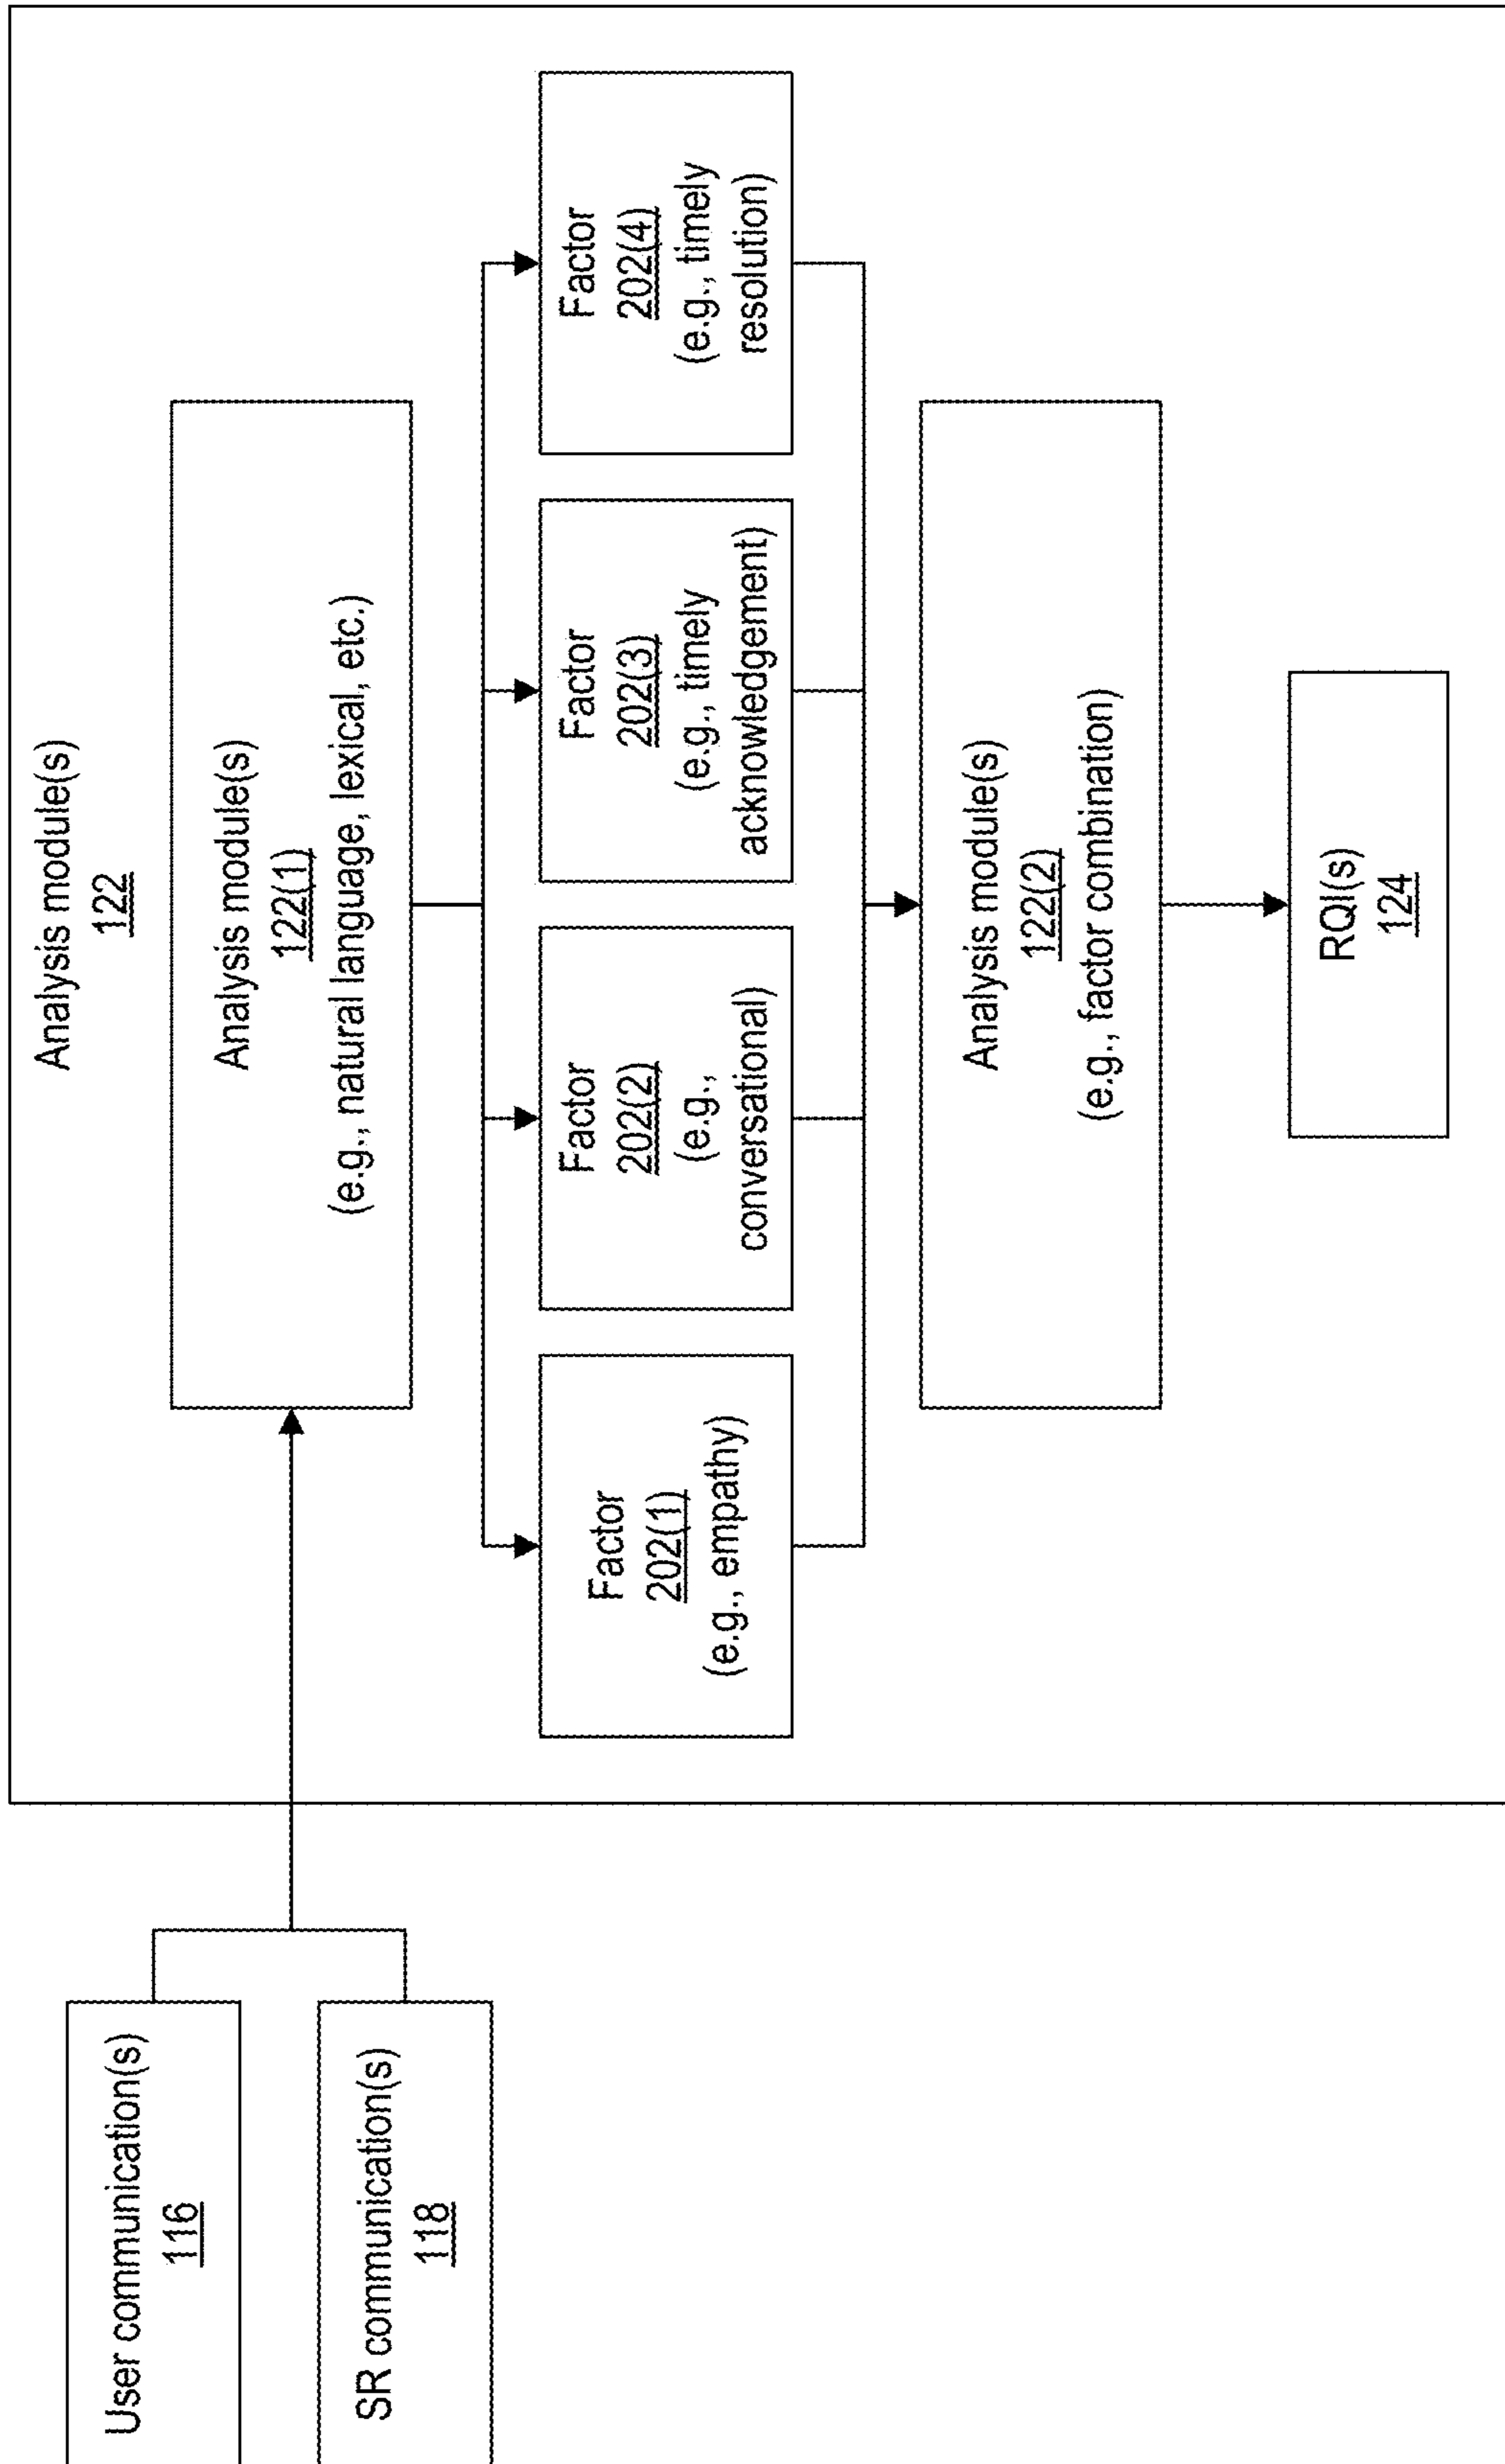 User communication(s)
116
SR communication(s)
118
Analysis module(s)
122
Analysis module(s)
122(1)
(e.g., natural language, lexical, etc.)
Factor
202(1)
(e.g., empathy)
Factor
202(2)
(e.g.,
conversational)
Factor
202(3)
(e.g., timely
acknowledgement)
Factor
202(4)
(e.g., timely
resolution)
Analysis module(s)
122(2)
(e.g., factor combination)
RQI(s)
124